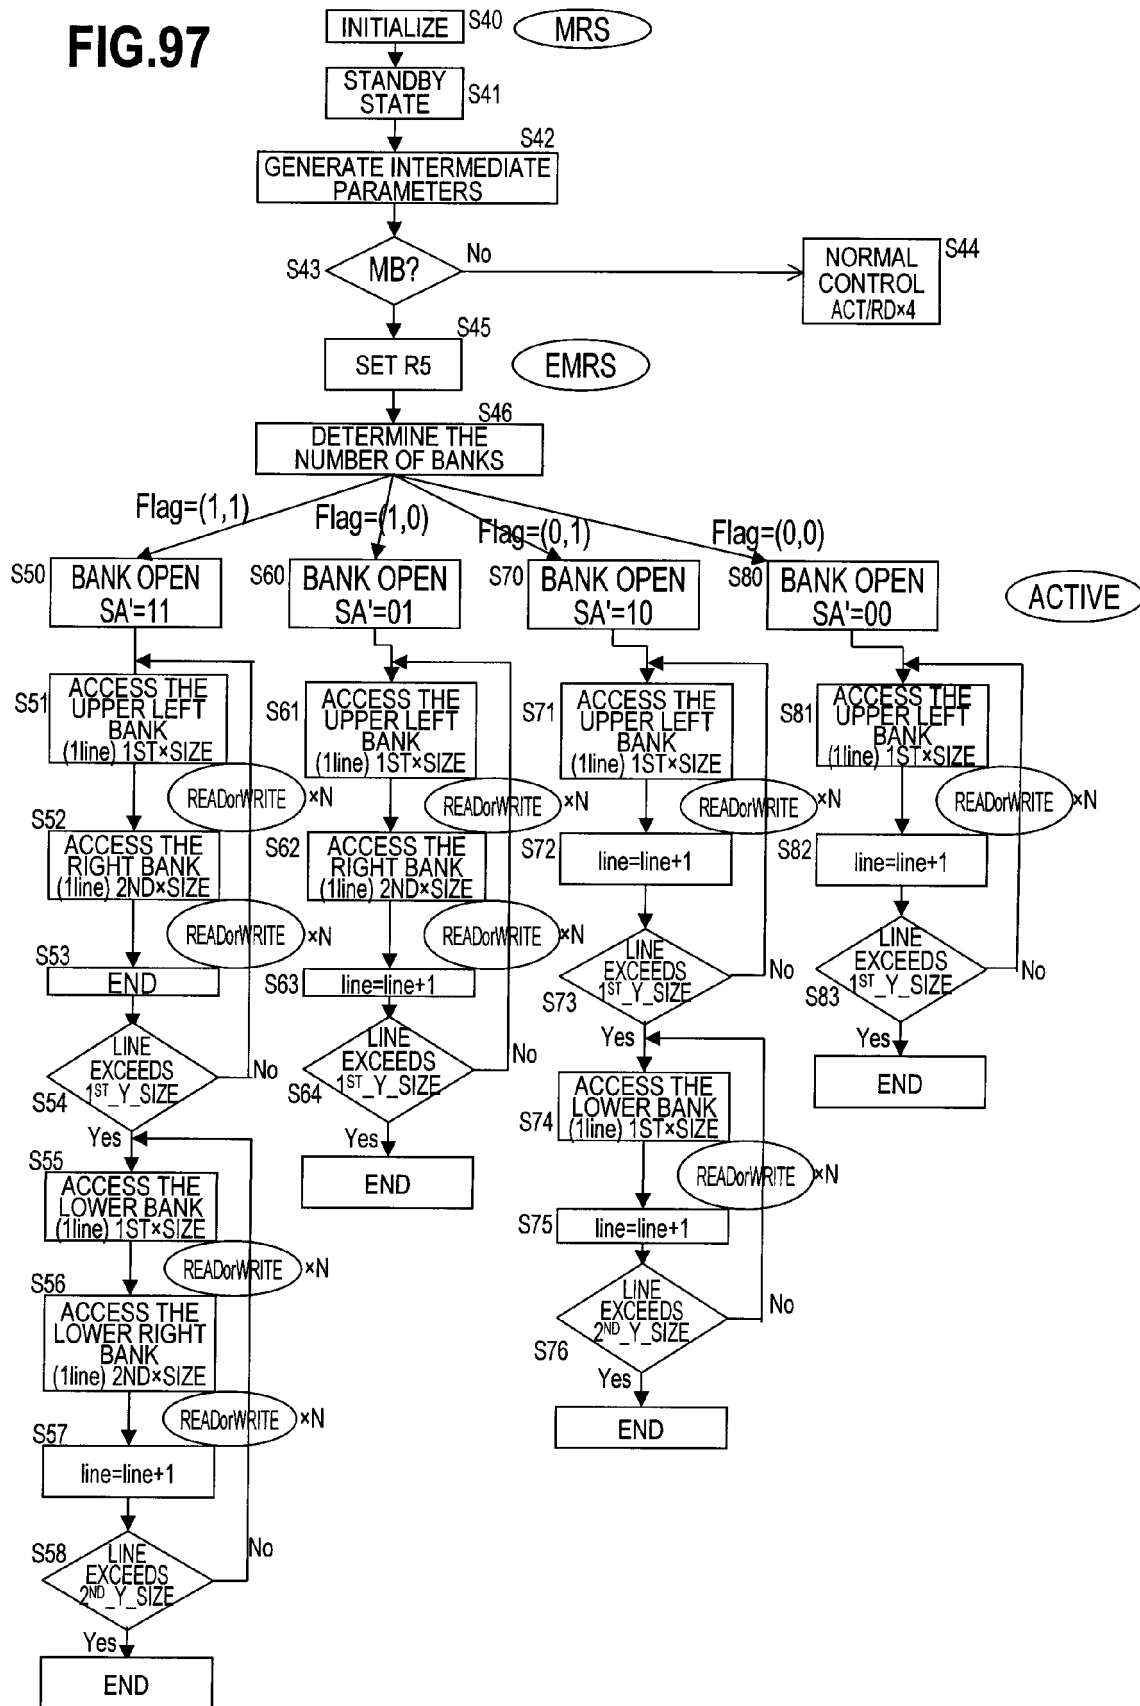 FIG.97
INITIALIZE
S40
MRS
STANDBY
STATE
S41
S42
GENERATE INTERMEDIATE
PARAMETERS
S43
MB?
No
NORMAL
CONTROL
ACT/RD×4
S44
S45
SET R5
EMRS
S46
DETERMINE THE
NUMBER OF BANKS
Flag=(1,1)
Flag=(1,0)
Flag=(0,1)
Flag=(0,0)
S50
BANK OPEN
SA'=11
S60
BANK OPEN
SA'=01
S70
BANK OPEN
SA'=10
S80
BANK OPEN
SA'=00
ACTIVE
S51
ACCESS THE
UPPER LEFT
BANK
(1line) 1ST×SIZE
READorWRITE ×N
S52
ACCESS THE
RIGHT BANK
(1line) 2ND×SIZE
READorWRITE ×N
S53
END
LINE
EXCEEDS
1ST_Y_SIZE
S54
No
Yes
S55
ACCESS THE
LOWER BANK
(1line) 1ST×SIZE
READorWRITE ×N
S56
ACCESS THE
LOWER RIGHT
BANK
(1line) 2ND×SIZE
READorWRITE ×N
S57
line=line+1
S58
LINE
EXCEEDS
2ND_Y_SIZE
No
Yes
END
S61
ACCESS THE
UPPER LEFT
BANK
(1line) 1ST×SIZE
READorWRITE ×N
S62
ACCESS THE
RIGHT BANK
(1line) 2ND×SIZE
READorWRITE ×N
S63
line=line+1
LINE
EXCEEDS
1ST_Y_SIZE
S64
No
Yes
END
S71
ACCESS THE
UPPER LEFT
BANK
(1line) 1ST×SIZE
READorWRITE ×N
S72
line=line+1
LINE
EXCEEDS
1ST_Y_SIZE
S73
No
Yes
S74
ACCESS THE
LOWER BANK
(1line) 1ST×SIZE
READorWRITE ×N
S75
line=line+1
LINE
EXCEEDS
2ND_Y_SIZE
S76
No
Yes
END
S81
ACCESS THE
UPPER LEFT
BANK
(1line) 1ST×SIZE
READorWRITE ×N
S82
line=line+1
LINE
EXCEEDS
1ST_Y_SIZE
S83
No
Yes
END